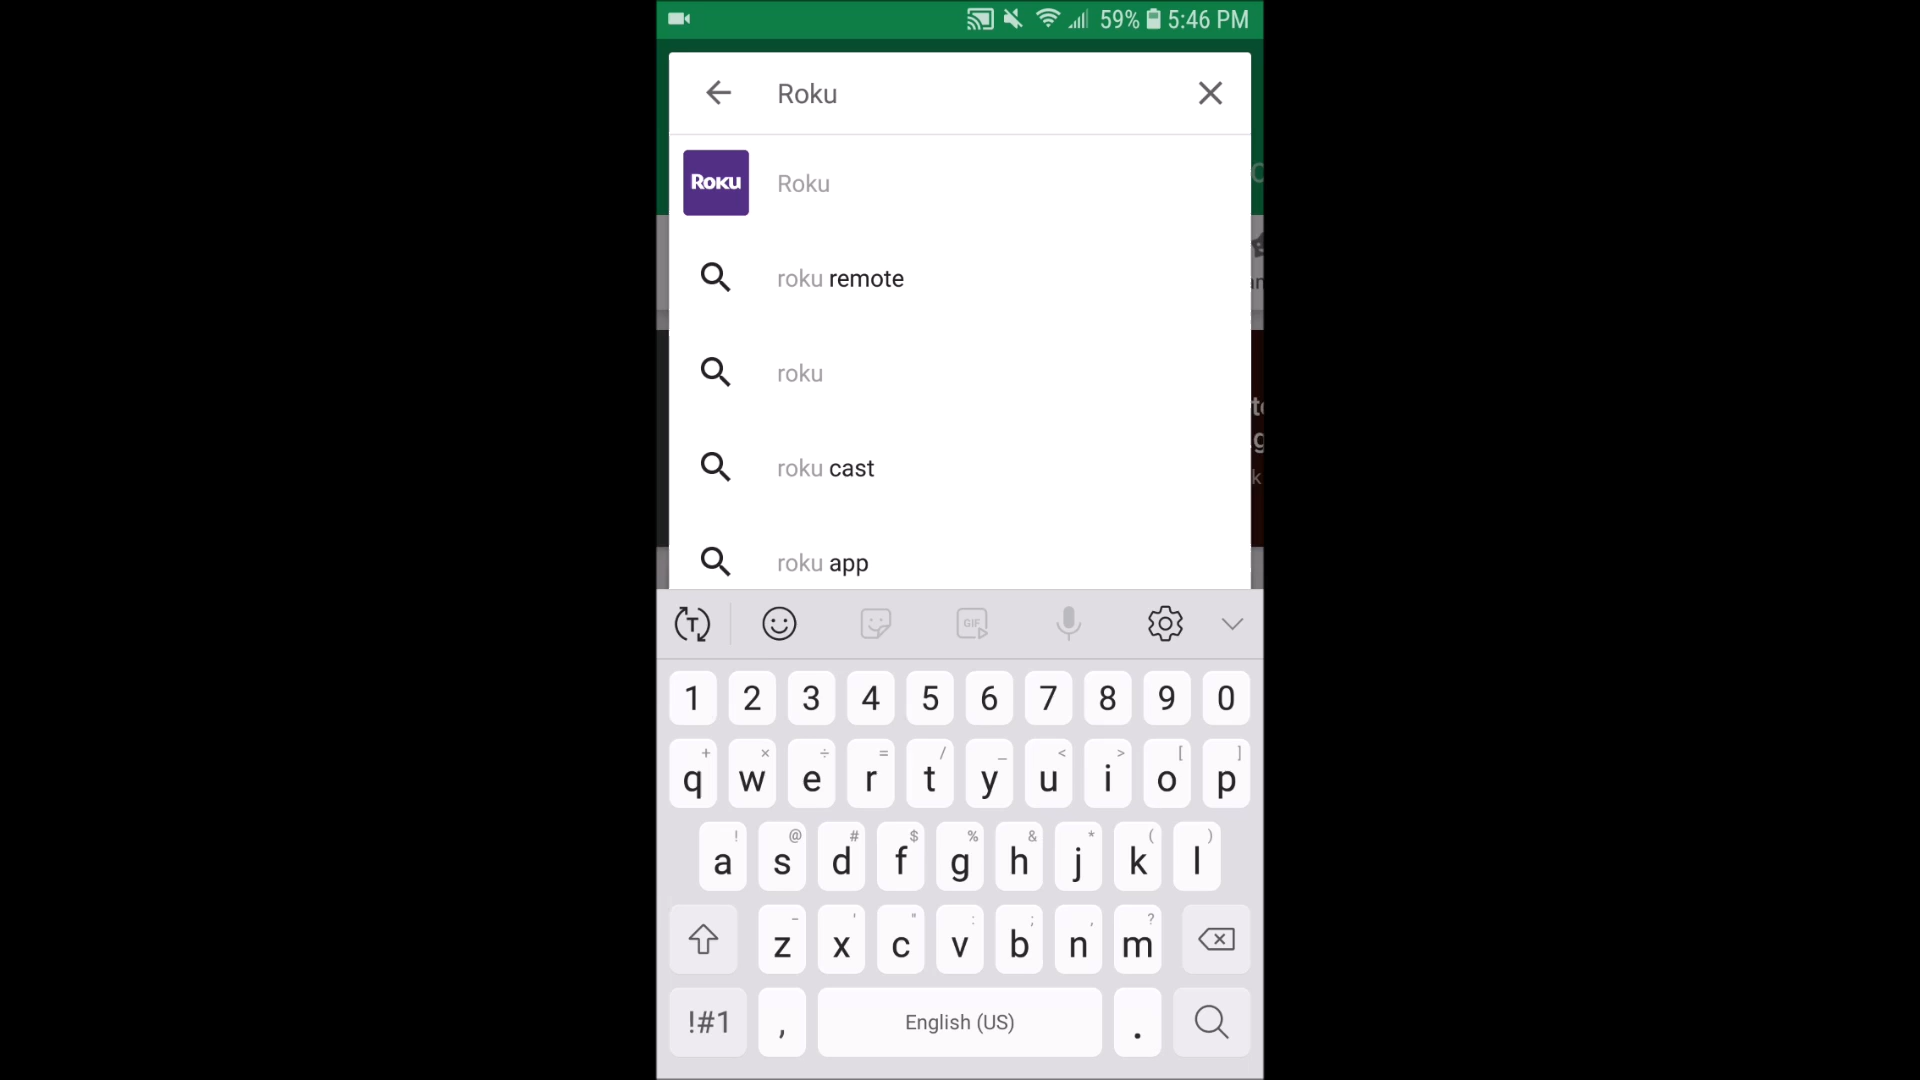 59% 5:46 PM
Roku
Roku Roku
roku remote
roku
roku cast
roku app
T GIF
1 2 3 4 5 6 7 8 9 0
+ × ÷ = / _ < > [ ]
q w e r t y u i o p
! @ # $ % & * ( )
a s d f g h j k l
- ' " : ; , ?
z x c v b n m
!#1 , English (US) .